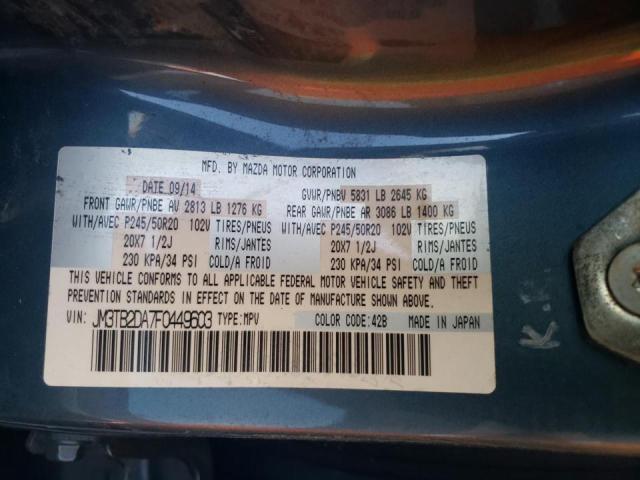 MFD. BY MAZDA MOTOR CORPORATION
DATE 09/14 GVWR/PNBV 5831 LB 2645 KG
FRONT GAWR/PNBE AV 2813 LB 1276 KG REAR GAWR/PNBE AR 3086 LB 1400 KG
WITH/AVEC P245/50R20 102V TIRES/PNEUS WITH/AVEC P245/50R20 102V TIRES/PNEUS
20X7 1/2J RIMS/JANTES 20X7 1/2J RIMS/JANTES
230 KPA/34 PSI COLD/A FROID 230 KPA/34 PSI COLD/A FROID
THIS VEHICLE CONFORMS TO ALL APPLICABLE FEDERAL MOTOR VEHICLE SAFETY AND THEFT
PREVENTION STANDARDS IN EFFECT ON THE DATE OF MANUFACTURE SHOWN ABOVE.
VIN: JM3TB2DA7F0449603 TYPE:MPV COLOR CODE:42B MADE IN JAPAN